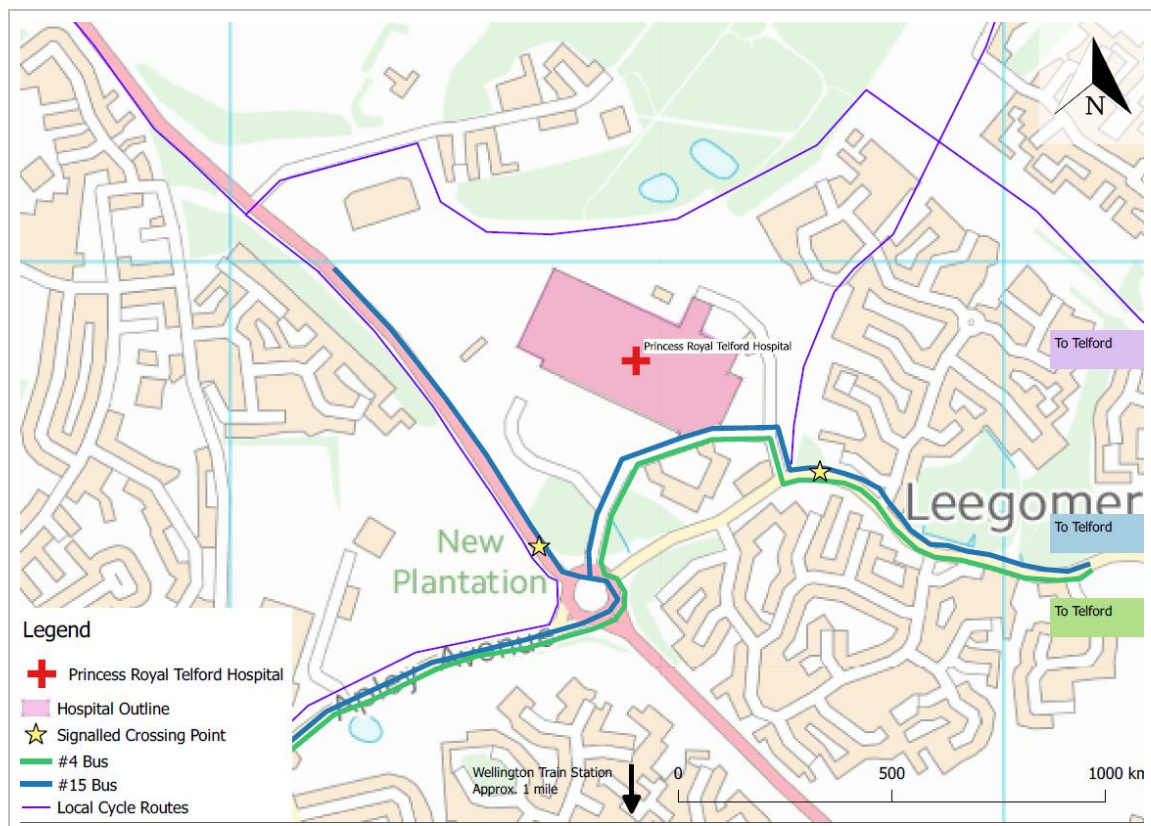 N
Princess Royal Telford Hospital
To Telford
Leegomer
To Telford
New
Plantation
To Telford
Legend
Princess Royal Telford Hospital
Hospital Outline
Signalled Crossing Point
#4 Bus
#15 Bus
Local Cycle Routes
Wellington Train Station
Approx. 1 mile
0 500 1000 km